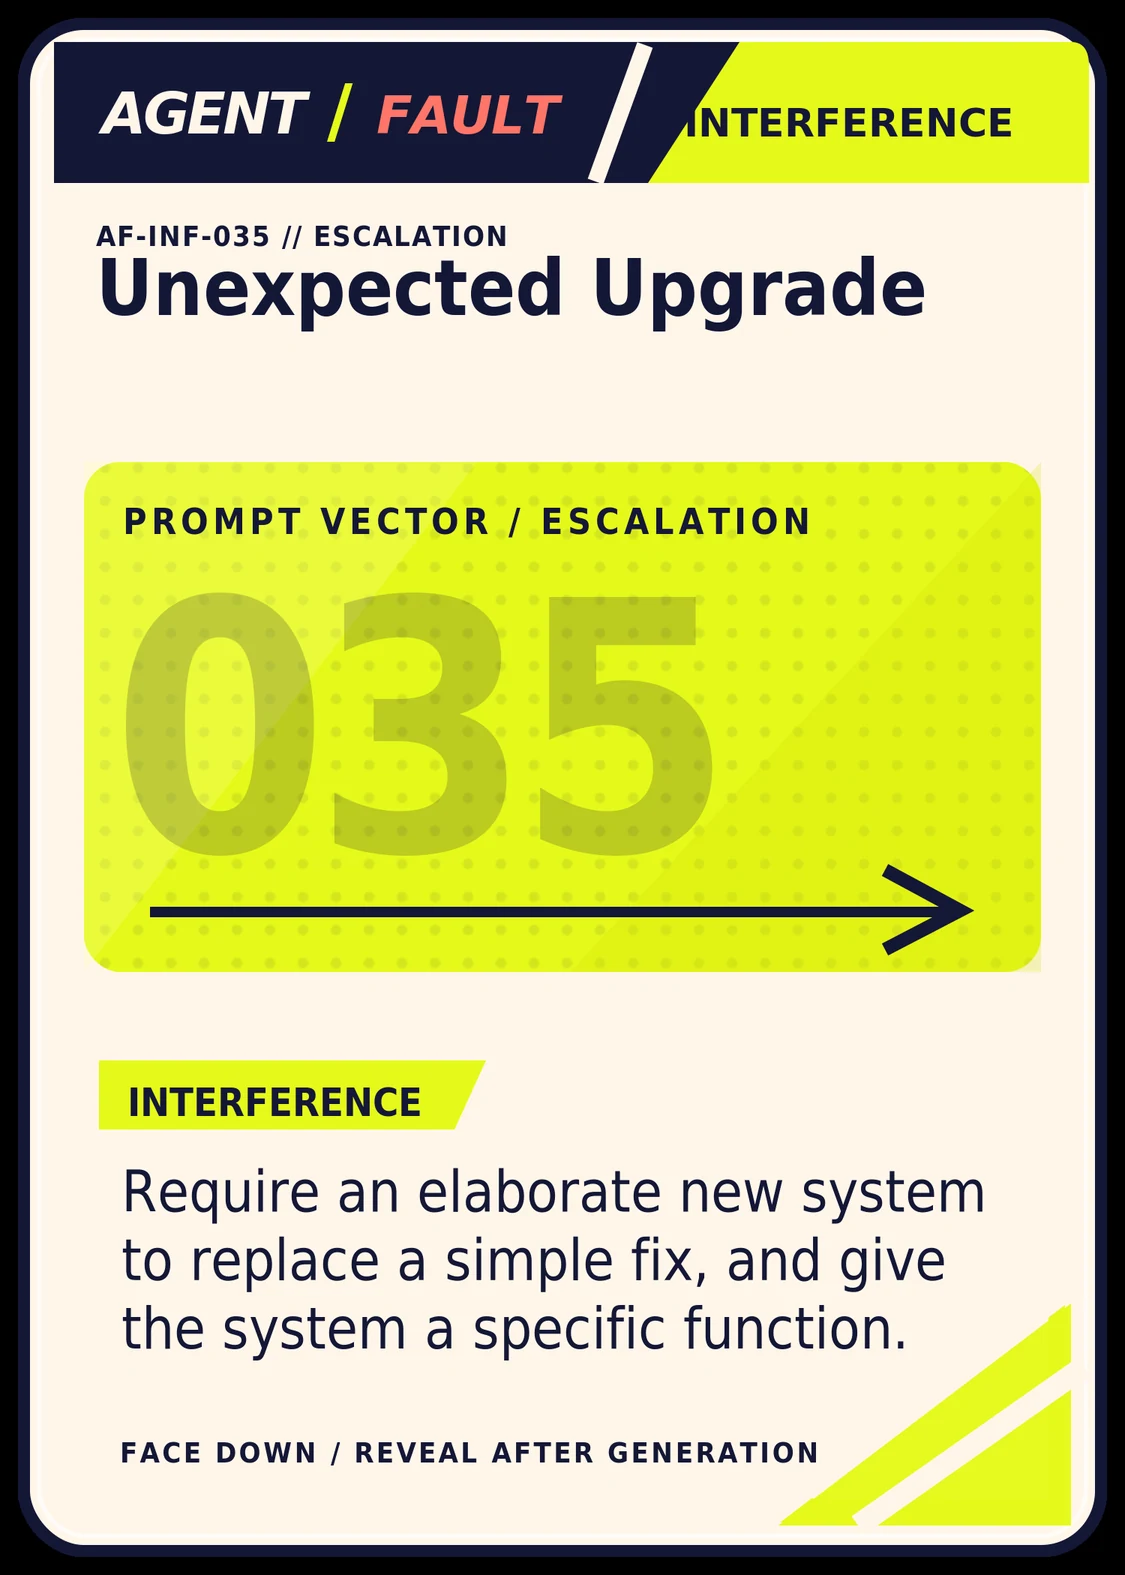 AGENT / FAULT
INTERFERENCE
AF-INF-035 // ESCALATION
Unexpected Upgrade
PROMPT VECTOR / ESCALATION
035
INTERFERENCE
Require an elaborate new system
to replace a simple fix, and give
the system a specific function.
FACE DOWN / REVEAL AFTER GENERATION